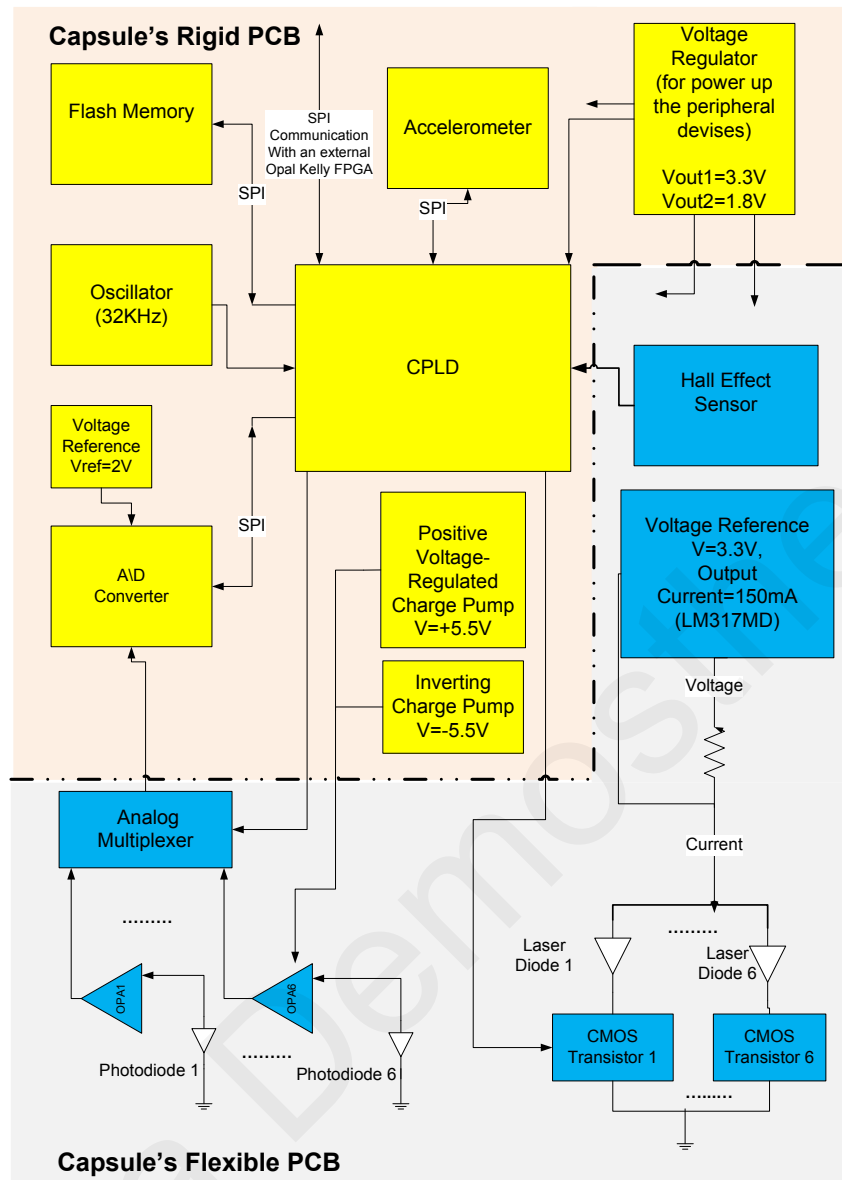 Capsule's Rigid PCB
Flash Memory
SPI
Communication
With an external
Opal Kelly FPGA
Accelerometer
Voltage
Regulator
(for power up
the peripheral
devises)
Vout1=3.3V
Vout2=1.8V
SPI
SPI
Oscillator
(32KHz)
CPLD
Hall Effect
Sensor
Voltage
Reference
Vref=2V
SPI
A\D
Converter
Positive
Voltage-
Regulated
Charge Pump
V=+5.5V
Voltage Reference
V=3.3V,
Output
Current=150mA
(LM317MD)
Inverting
Charge Pump
V=-5.5V
Voltage
Analog
Multiplexer
Current
.........
.........
Laser
Diode 1
Laser
Diode 6
OPA1
OPA6
CMOS
Transistor 1
CMOS
Transistor 6
.........
Photodiode 1
Photodiode 6
.........
Capsule's Flexible PCB
Demosthe